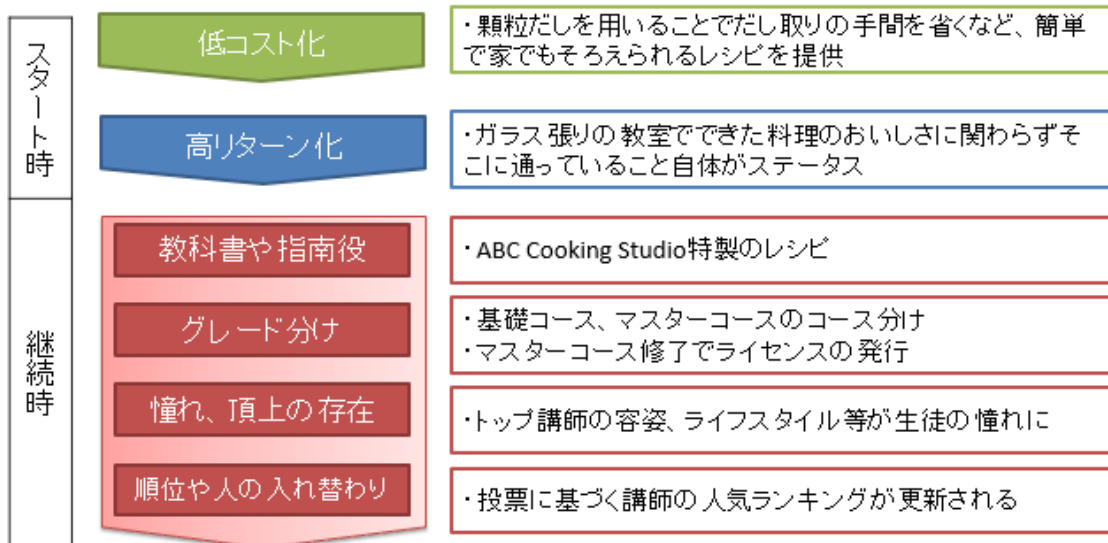 スタート時
低コスト化
・顆粒だしを用いることでだし取りの手間を省くなど、簡単
で家でもそろえられるレシピを提供
高リターン化
・ガラス張りの教室でできた料理のおいしさに関わらずそ
こに通っていること自体がステータス
継続時
教科書や指南役
・ABC Cooking Studio特製のレシピ
グレード分け
・基礎コース、マスターコースのコース分け
・マスターコース修了でライセンスの発行
憧れ、頂上の存在
・トップ講師の容姿、ライフスタイル等が生徒の憧れに
順位や人の入れ替わり
・投票に基づく講師の人気ランキングが更新される